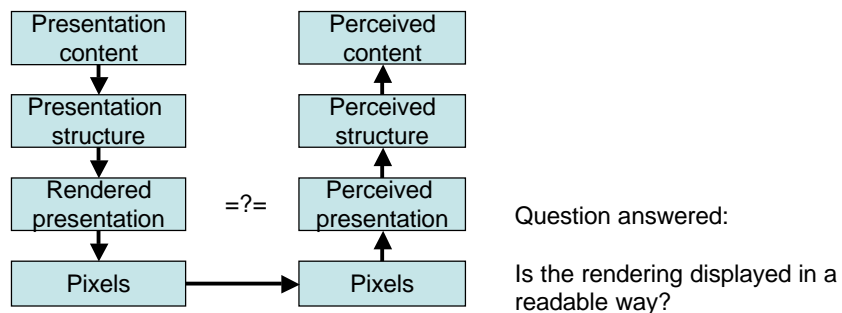 Presentation
content
Presentation
structure
Rendered
presentation
Pixels
=?=
Perceived
content
Perceived
structure
Perceived
presentation
Pixels
Question answered:
Is the rendering displayed in a
readable way?